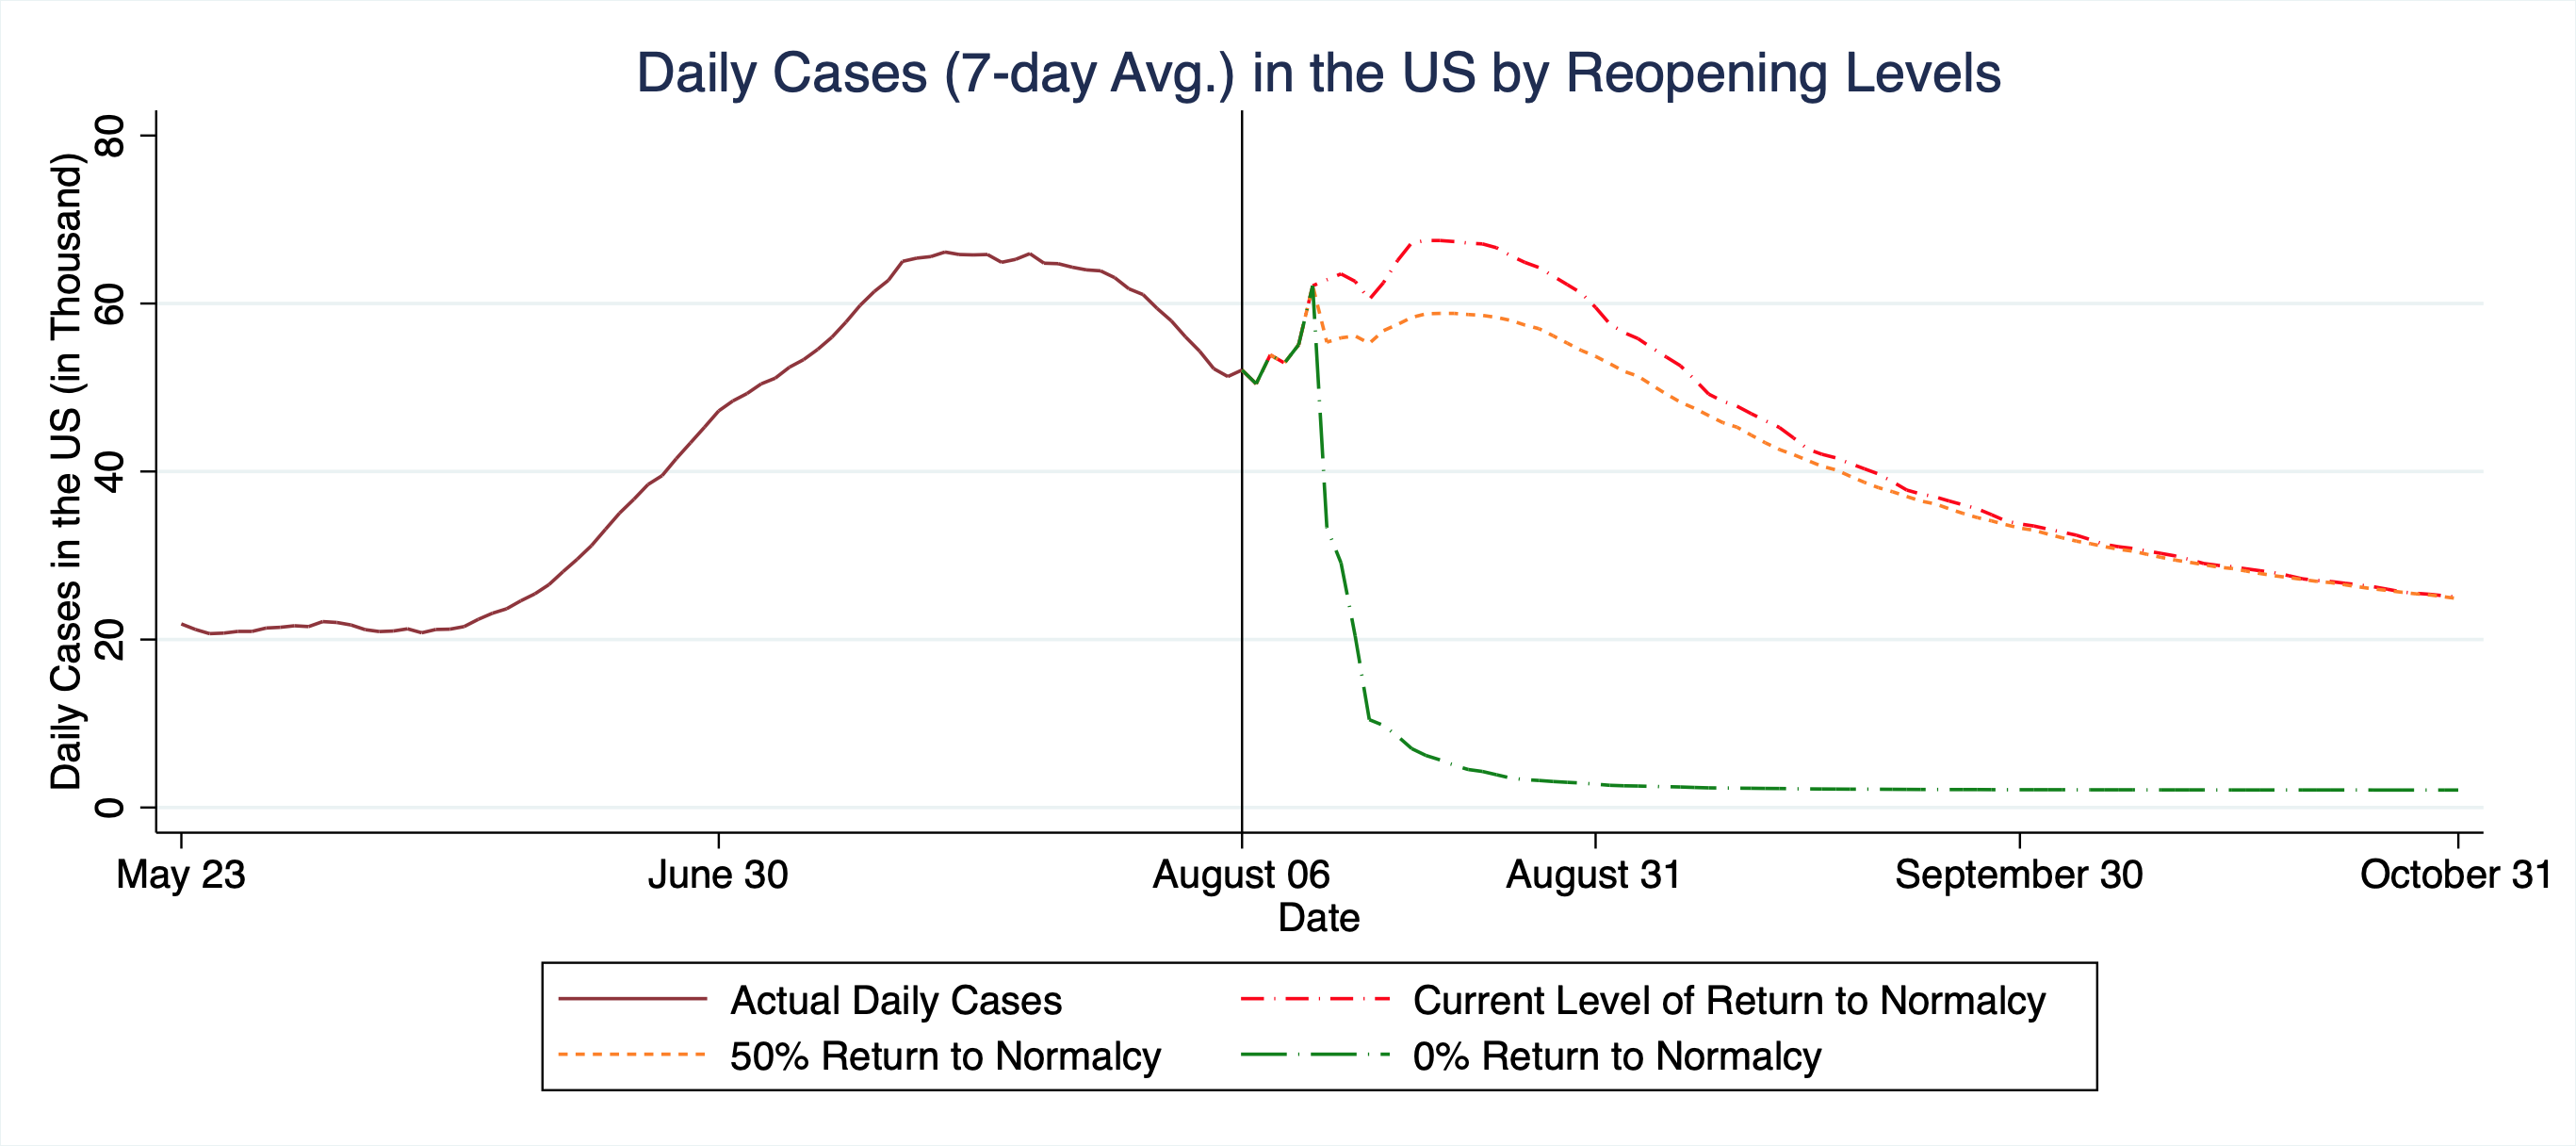 Daily Cases (7-day Avg.) in the US by Reopening Levels
Daily Cases in the US (in Thousand)
80
60
40
20
0
May 23
June 30
August 06
August 31
September 30
October 31
Date
Actual Daily Cases
Current Level of Return to Normalcy
50% Return to Normalcy
0% Return to Normalcy